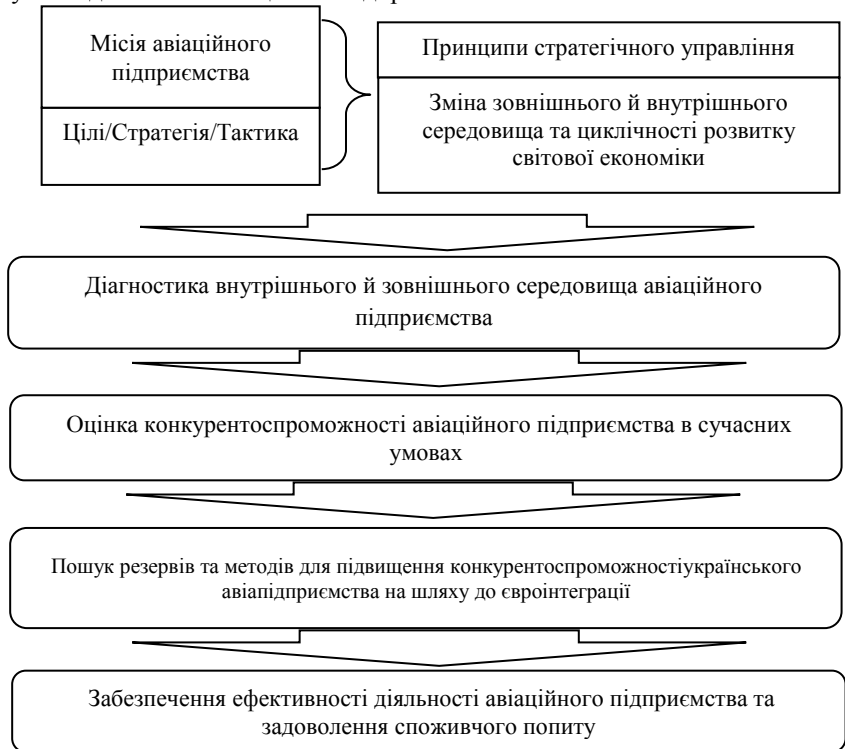 Місія авіаційного
підприємства
Цілі/Стратегія/Тактика
Принципи стратегічного управління
Зміна зовнішнього й внутрішнього
середовища та циклічності розвитку
світової економіки
Діагностика внутрішнього й зовнішнього середовища авіаційного
підприємства
Оцінка конкурентоспроможності авіаційного підприємства в сучасних
умовах
Пошук резервів та методів для підвищення конкурентоспроможностіукраїнського
авіапідприємства на шляху до євроінтеграції
Забезпечення ефективності діяльності авіаційного підприємства та
задоволення споживчого попиту